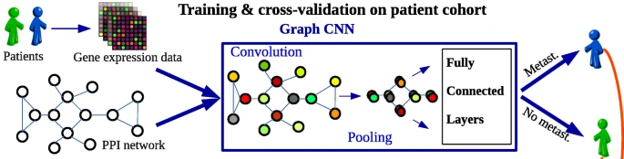 Training & cross-validation on patient cohort
Graph CNN
Patients
Gene expression data
PPI network
Convolution
Pooling
Fully
Connected
Layers
Metast.
No metast.